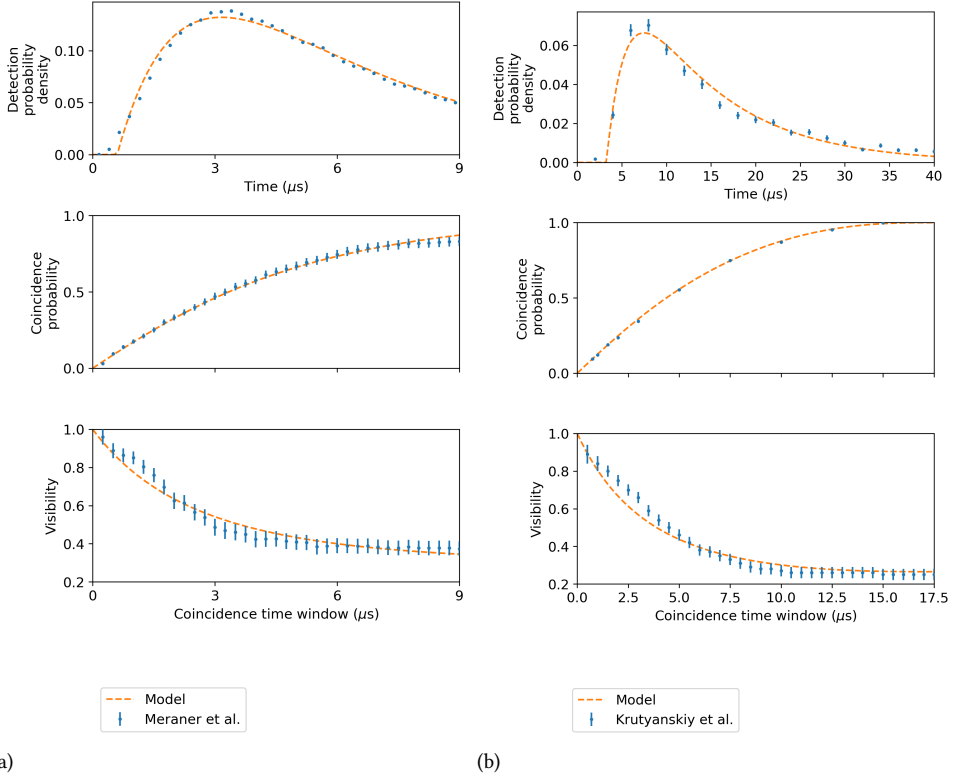 Detection
probability
density
0.10
0.05
0.00
0 3 6 9
Time (μs)
Coincidence
probability
1.0
0.5
0.0
Visibility
1.0
0.8
0.6
0.4
0.2
0 3 6 9
Coincidence time window (μs)
Model
Meraner et al.
a)
Detection
probability
density
0.06
0.04
0.02
0.00
0 5 10 15 20 25 30 35 40
Time (μs)
Coincidence
probability
1.0
0.5
0.0
Visibility
1.0
0.8
0.6
0.4
0.2
0.0 2.5 5.0 7.5 10.0 12.5 15.0 17.5
Coincidence time window (μs)
Model
Krutyanskiy et al.
(b)